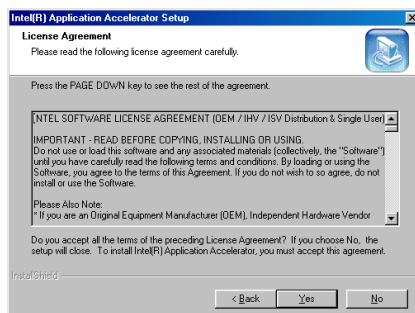 Intel(R) Application Accelerator Setup
License Agreement
Please read the following license agreement carefully.
Press the PAGE DOWN key to see the rest of the agreement.
INTEL SOFTWARE LICENSE AGREEMENT (OEM / IHV / ISV Distribution & Single User)
IMPORTANT - READ BEFORE COPYING, INSTALLING OR USING.
Do not use or load this software and any associated materials (collectively, the "Software")
until you have carefully read the following terms and conditions. By loading or using the
Software, you agree to the terms of this Agreement. If you do not wish to so agree, do not
install or use the Software.
Please Also Note:
* If you are an Original Equipment Manufacturer (OEM), Independent Hardware Vendor
Do you accept all the terms of the preceding License Agreement? If you choose No, the
setup will close. To install Intel(R) Application Accelerator, you must accept this agreement.
InstallShield
< Back Yes No